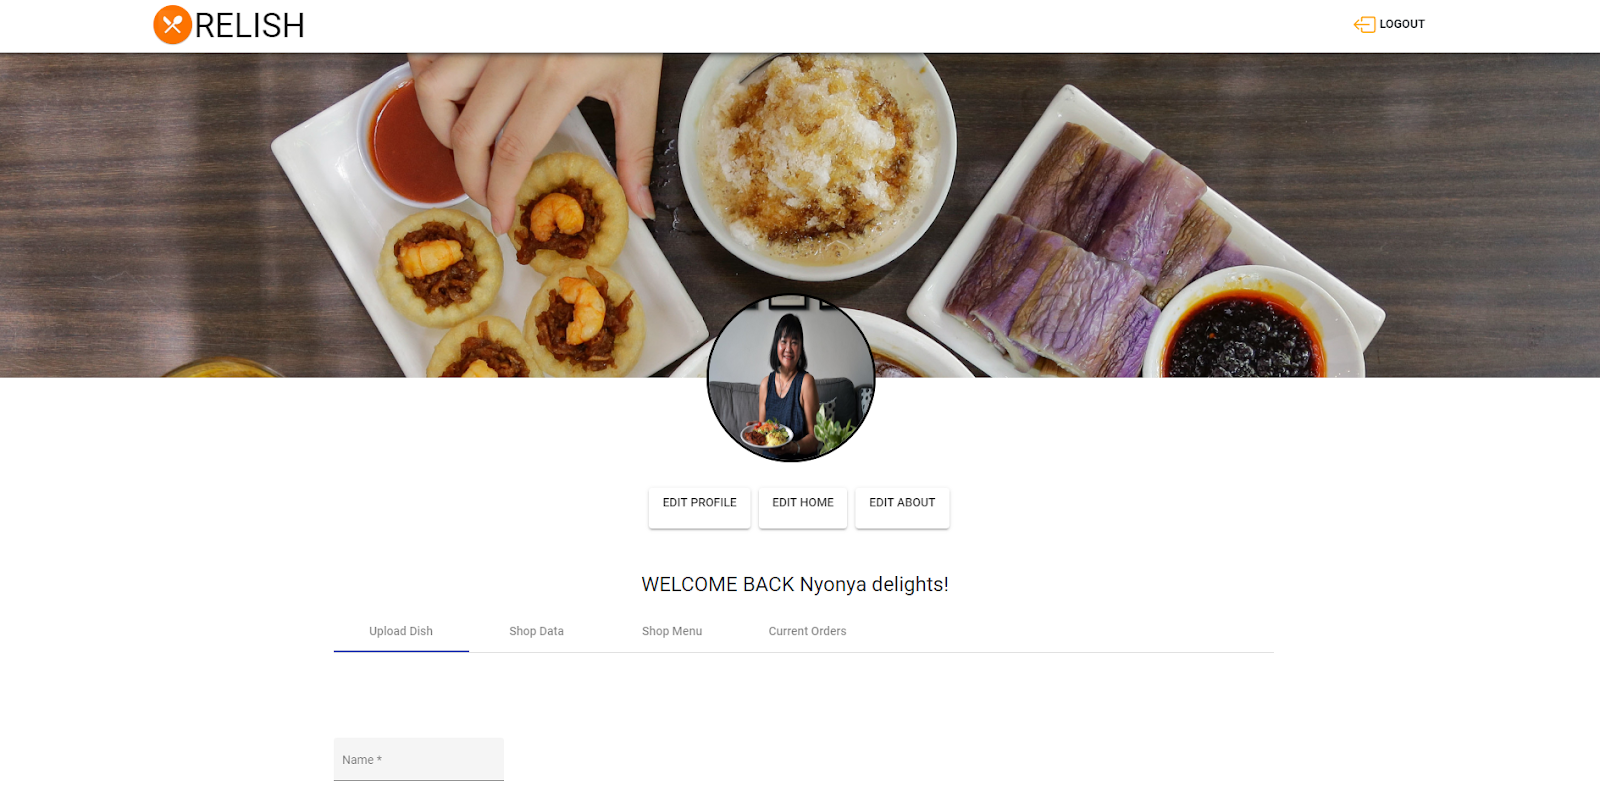 RELISH
LOGOUT
EDIT PROFILE
EDIT HOME
EDIT ABOUT
WELCOME BACK Nyonya delights!
Upload Dish
Shop Data
Shop Menu
Current Orders
Name *